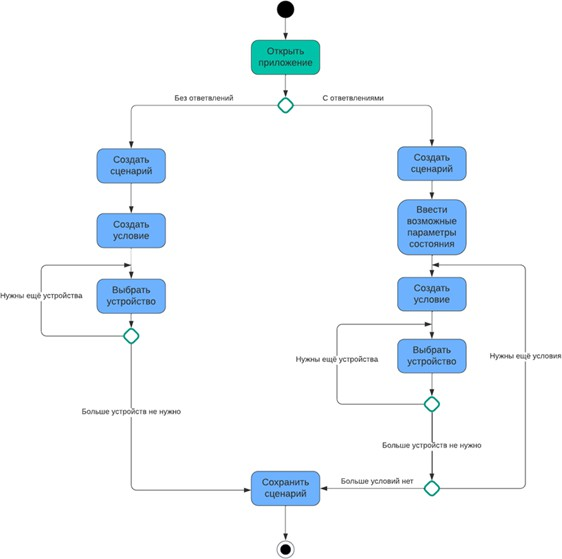 Открыть
приложение
Без ответвлений
С ответвлениями
Создать
сценарий
Создать
сценарий
Создать
условие
Ввести
возможные
параметры
состояния
Выбрать
устройство
Нужны ещё устройства
Создать
условие
Выбрать
устройство
Нужны ещё устройства
Нужны ещё условия
Больше устройств не нужно
Больше устройств не нужно
Сохранить
сценарий
Больше условий нет